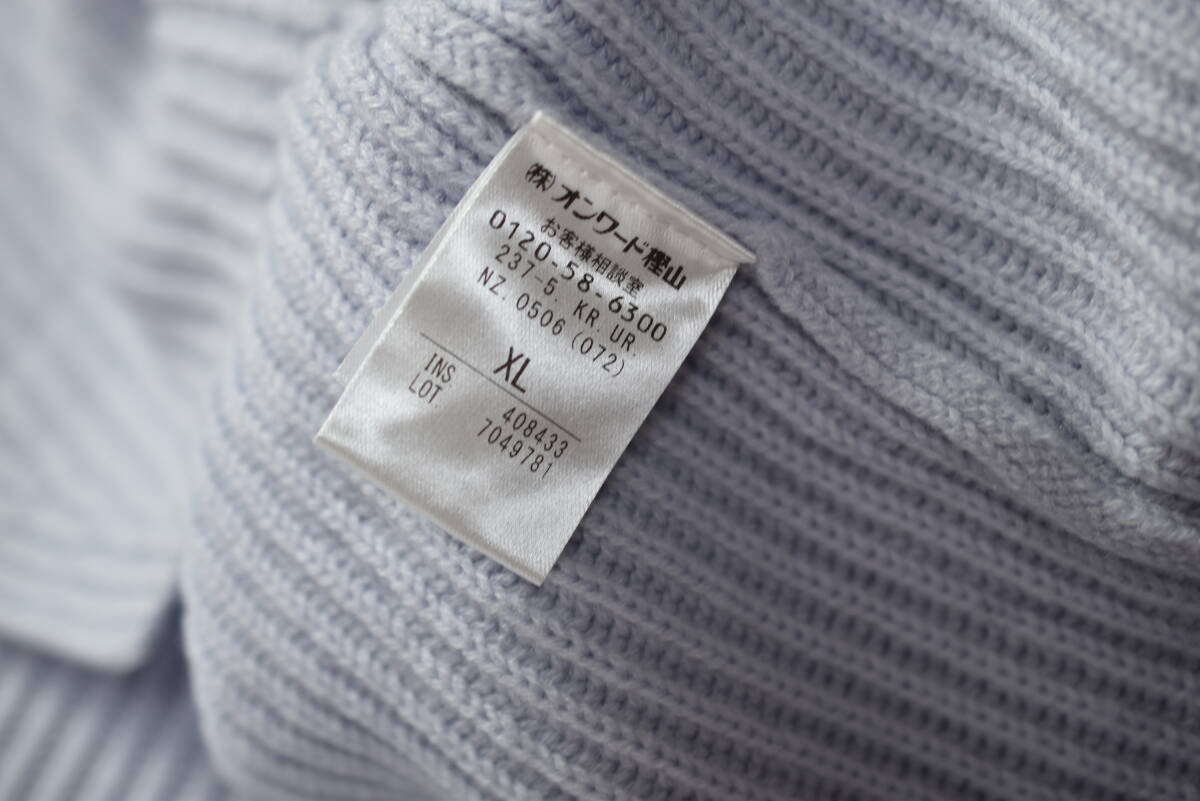 ㈱オンワード樫山
お客様相談室
0120-58-6300
237-5. KR. UR.
NZ. 0506 (072)
XL
INS 408433
LOT. 7049781